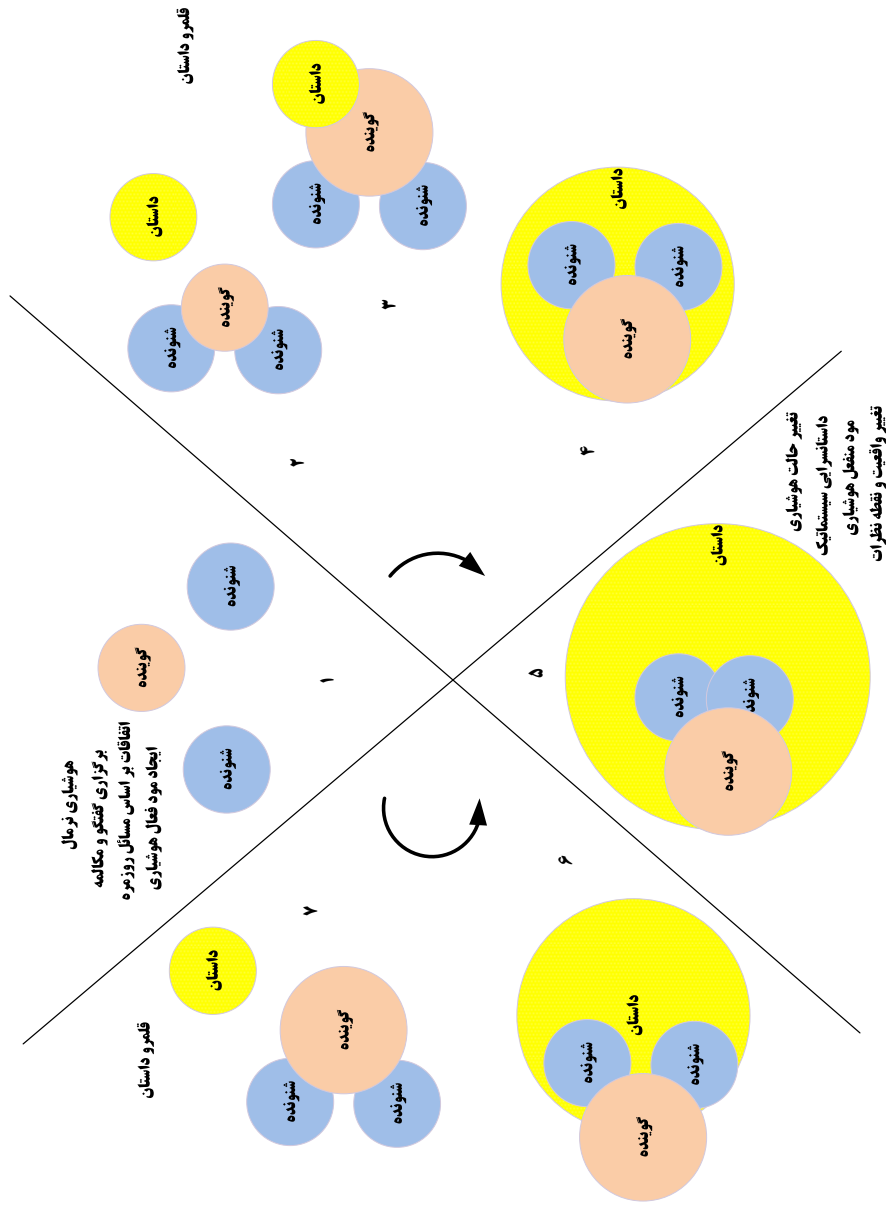 هوشیاری نرمال
برگزاری گفتگو و مکالمه
اتفاقات بر اساس مسائل روزمره
ایجاد مود فعال هوشیاری
گوینده
شنونده
شنونده
۱
داستان
گوینده
شنونده
شنونده
۲
قلمرو داستان
داستان
گوینده
شنونده
شنونده
۳
داستان
شنونده
شنونده
گوینده
۴
تغییر حالت هوشیاری
داستانسرایی سیستماتیک
مود منفعل هوشیاری
تغییر واقعیت و نقطه نظرات
داستان
شنونده
شنونده
گوینده
۵
داستان
شنونده
شنونده
گوینده
۶
قلمرو داستان
داستان
گوینده
شنونده
شنونده
۷